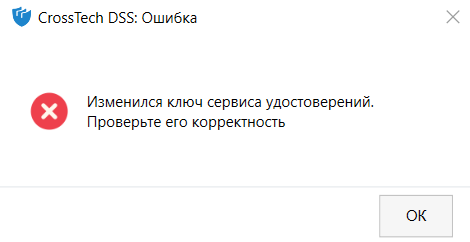 CrossTech DSS: Ошибка
Изменился ключ сервиса удостоверений.
Проверьте его корректность
OK